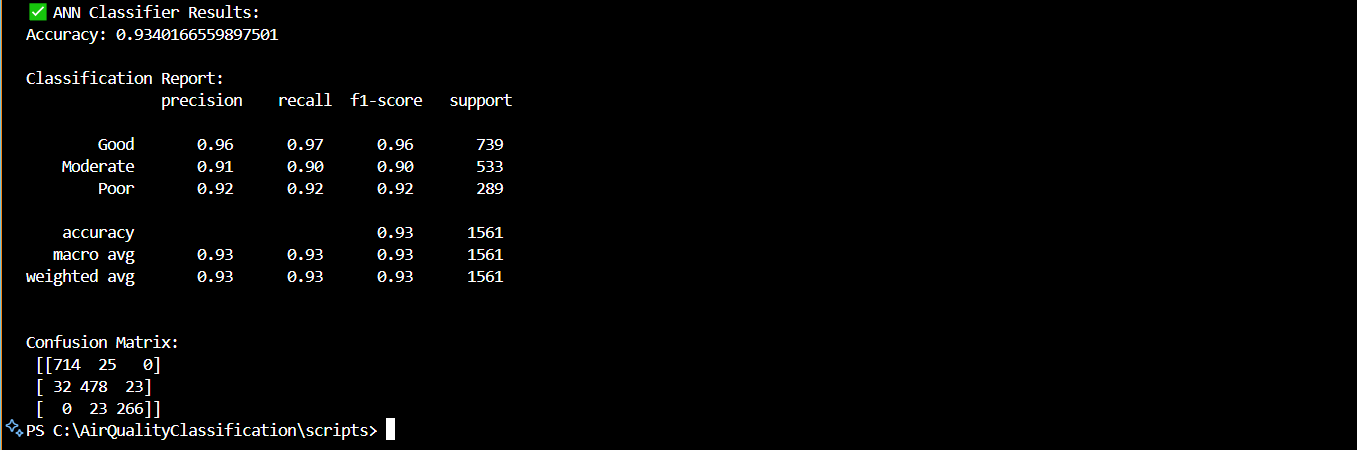 ✅ ANN Classifier Results:
Accuracy: 0.9340166559897501
Classification Report:
precision recall f1-score support
Good 0.96 0.97 0.96 739
Moderate 0.91 0.90 0.90 533
Poor 0.92 0.92 0.92 289
accuracy 0.93 1561
macro avg 0.93 0.93 0.93 1561
weighted avg 0.93 0.93 0.93 1561
Confusion Matrix:
[[714 25 0]
[ 32 478 23]
[ 0 23 266]]
PS C:\AirQualityClassification\scripts>